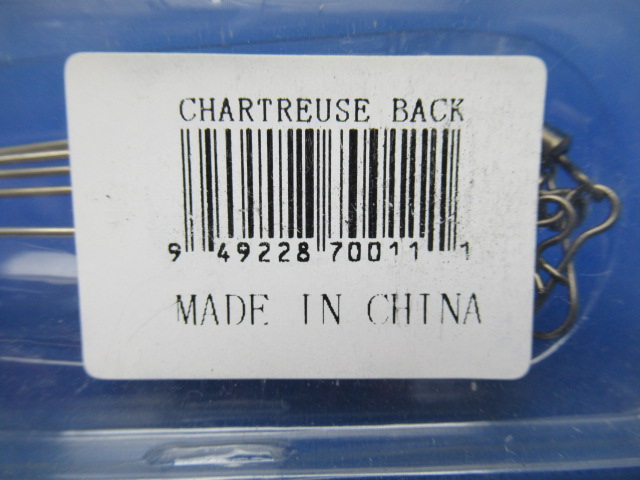 CHARTREUSE BACK
9 49228 70011 1
MADE IN CHINA